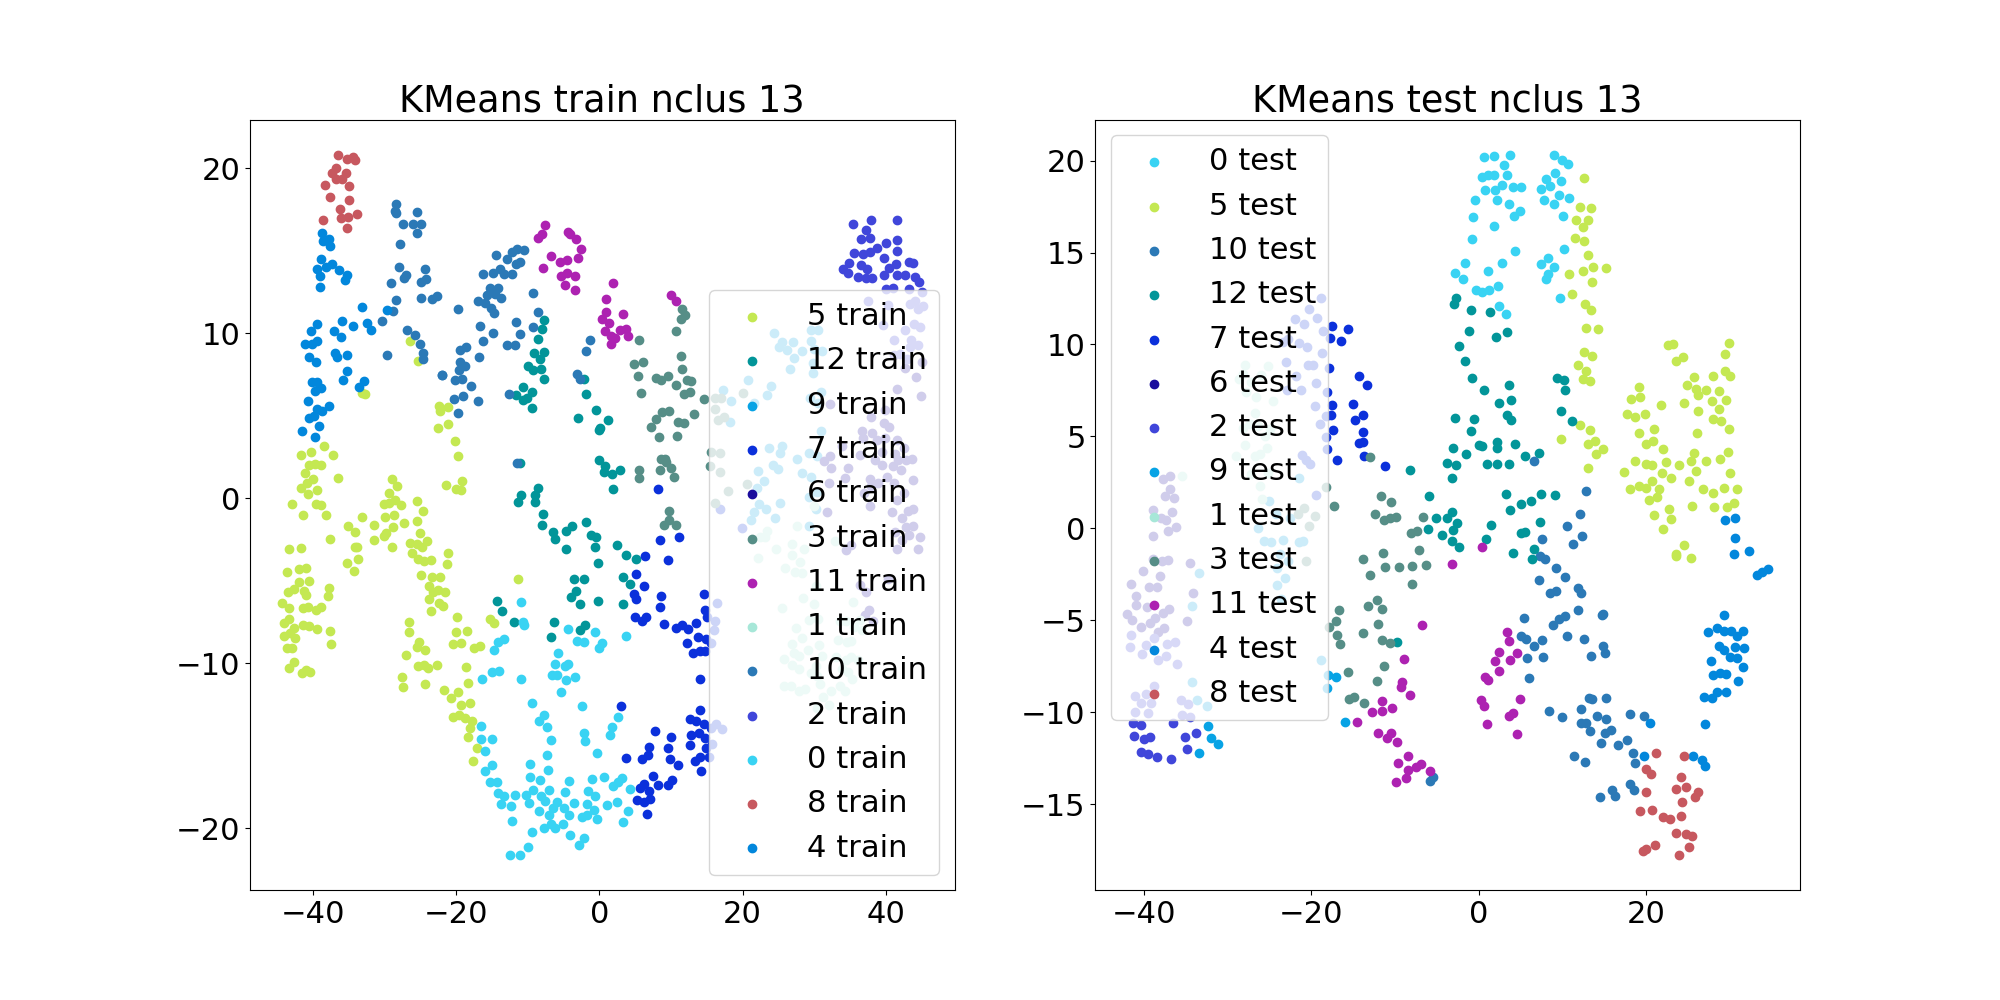 KMeans train nclus 13
20
10
0
−10
−20
−40
−20
0
20
40
5 train
12 train
9 train
7 train
6 train
3 train
11 train
1 train
10 train
2 train
0 train
8 train
4 train
KMeans test nclus 13
20
15
10
5
0
−5
−10
−15
−40
−20
0
20
0 test
5 test
10 test
12 test
7 test
6 test
2 test
9 test
1 test
3 test
11 test
4 test
8 test